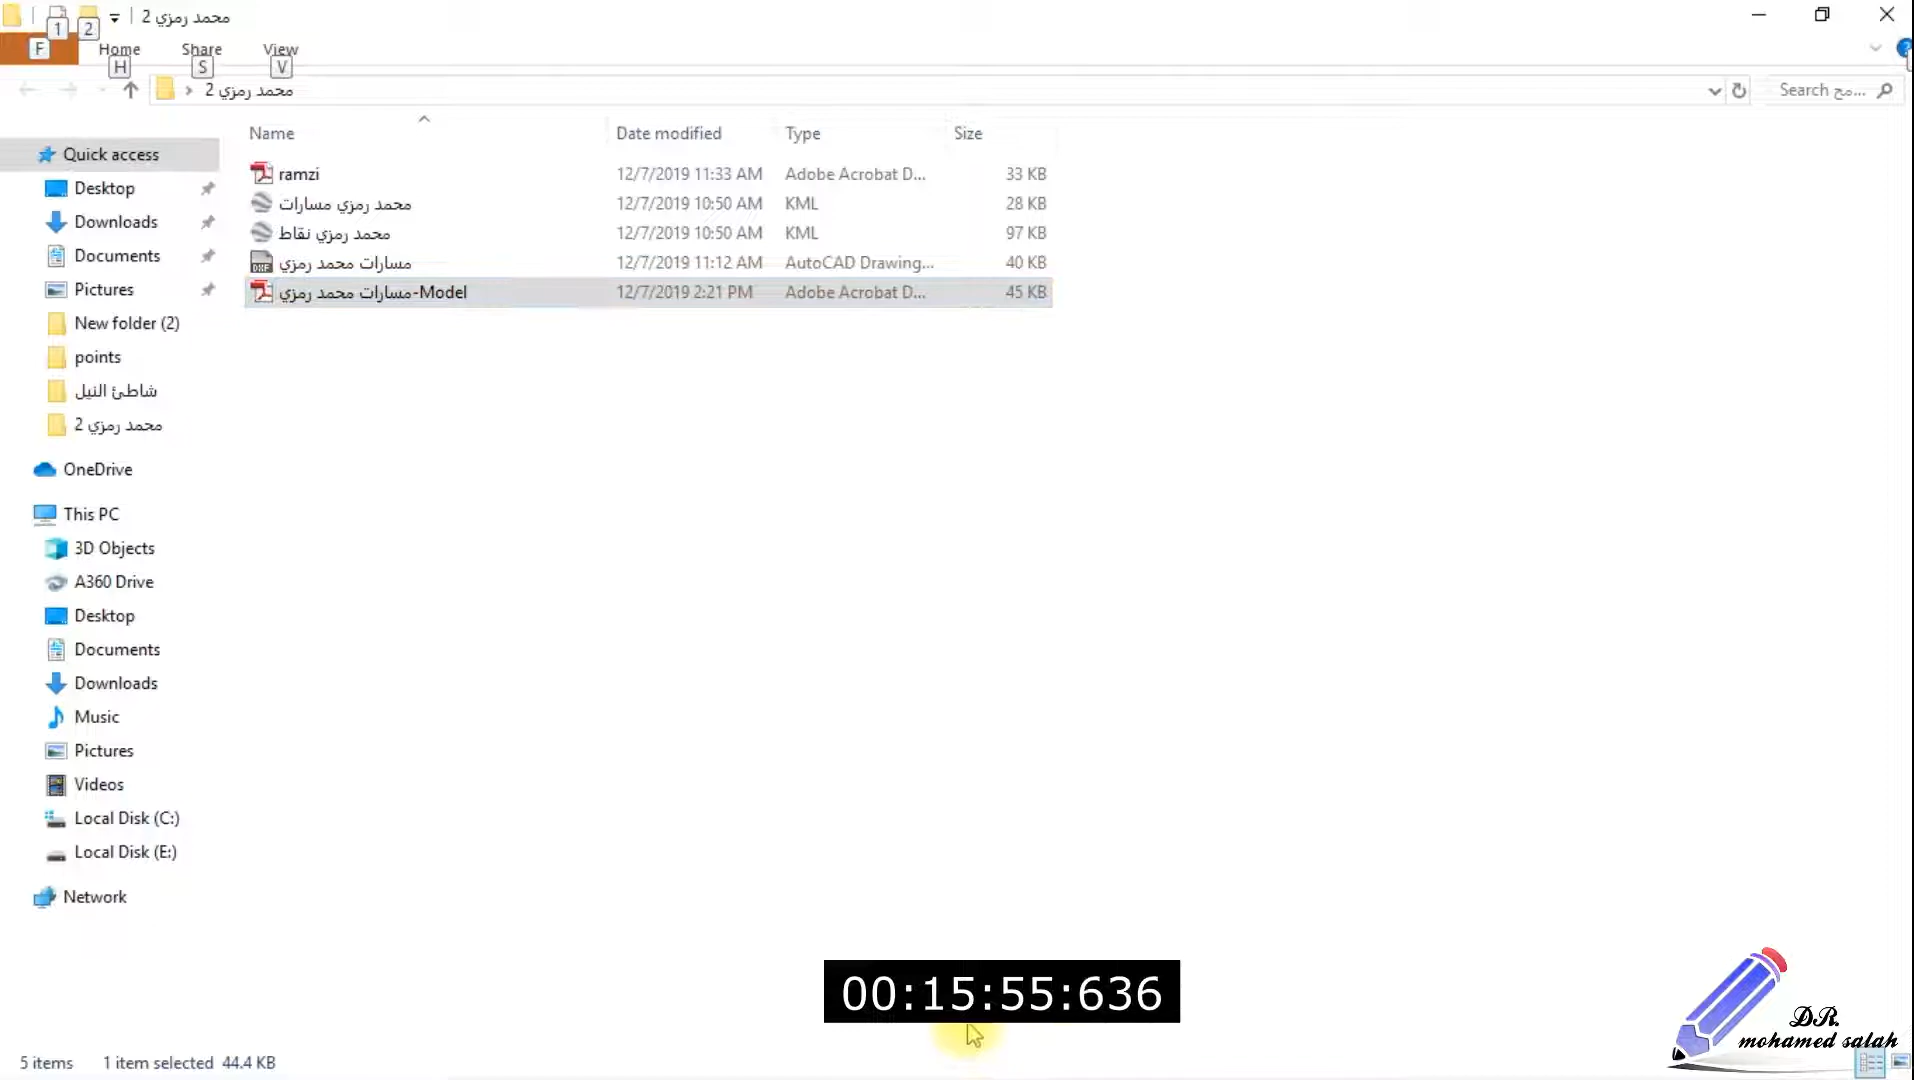 1 2 محمد رمزي 2
F Home Share View
H S V
محمد رمزي 2
Search مح...
Name Date modified Type Size
Quick access
Desktop
Downloads
Documents
Pictures
New folder (2)
points
شاطئ النيل
محمد رمزي 2
OneDrive
This PC
3D Objects
A360 Drive
Desktop
Documents
Downloads
Music
Pictures
Videos
Local Disk (C:)
Local Disk (E:)
Network
ramzi 12/7/2019 11:33 AM Adobe Acrobat D... 33 KB
محمد رمزي مسارات 12/7/2019 10:50 AM KML 28 KB
محمد رمزي نقاط 12/7/2019 10:50 AM KML 97 KB
مسارات محمد رمزي 12/7/2019 11:12 AM AutoCAD Drawing... 40 KB
مسارات محمد رمزي-Model 12/7/2019 2:21 PM Adobe Acrobat D... 45 KB
00:15:55:636
DR.
mohamed salah
5 items 1 item selected 44.4 KB